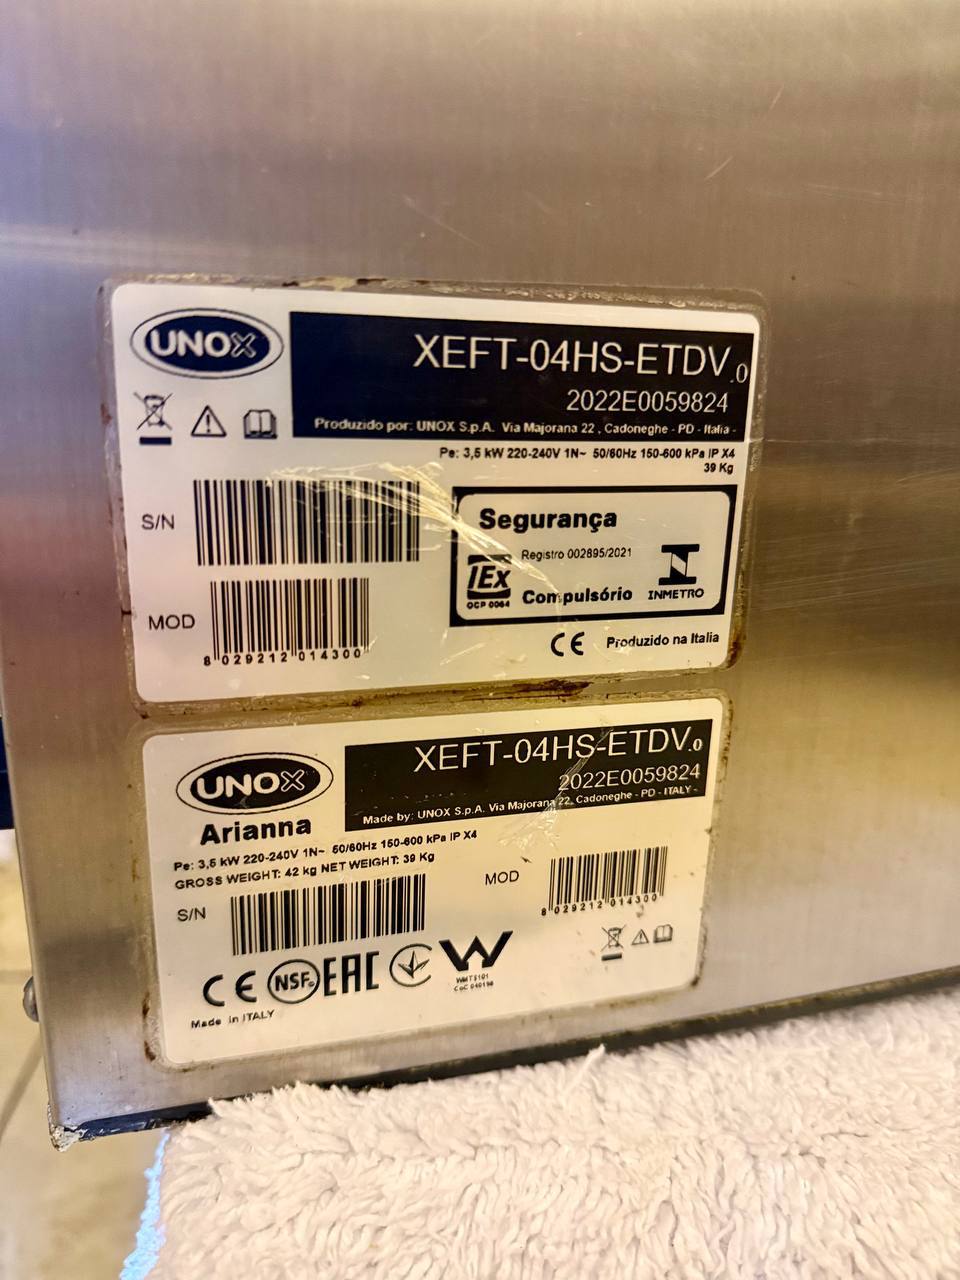 UNOX
XEFT-04HS-ETDV.0
2022E0059824
Produzido por: UNOX S.p.A. Via Majorana 22 , Cadoneghe - PD - Italia -
Pe: 3,5 kW 220-240V 1N~ 50/60Hz 150-600 kPa IP X4
39 Kg
S/N
Segurança
Registro 002895/2021
IEx
OCP 0064
Compulsório
INMETRO
MOD
8 029212 014300
CE
Produzido na Italia
UNOX
XEFT-04HS-ETDV.0
2022E0059824
Made by: UNOX S.p.A. Via Majorana 22, Cadoneghe - PD - ITALY -
Arianna
Pe: 3,5 kW 220-240V 1N~ 50/60Hz 150-600 kPa IP X4
GROSS WEIGHT: 42 kg NET WEIGHT: 39 Kg
S/N
MOD
8 029212 014300
CE NSF EAC
Made in ITALY